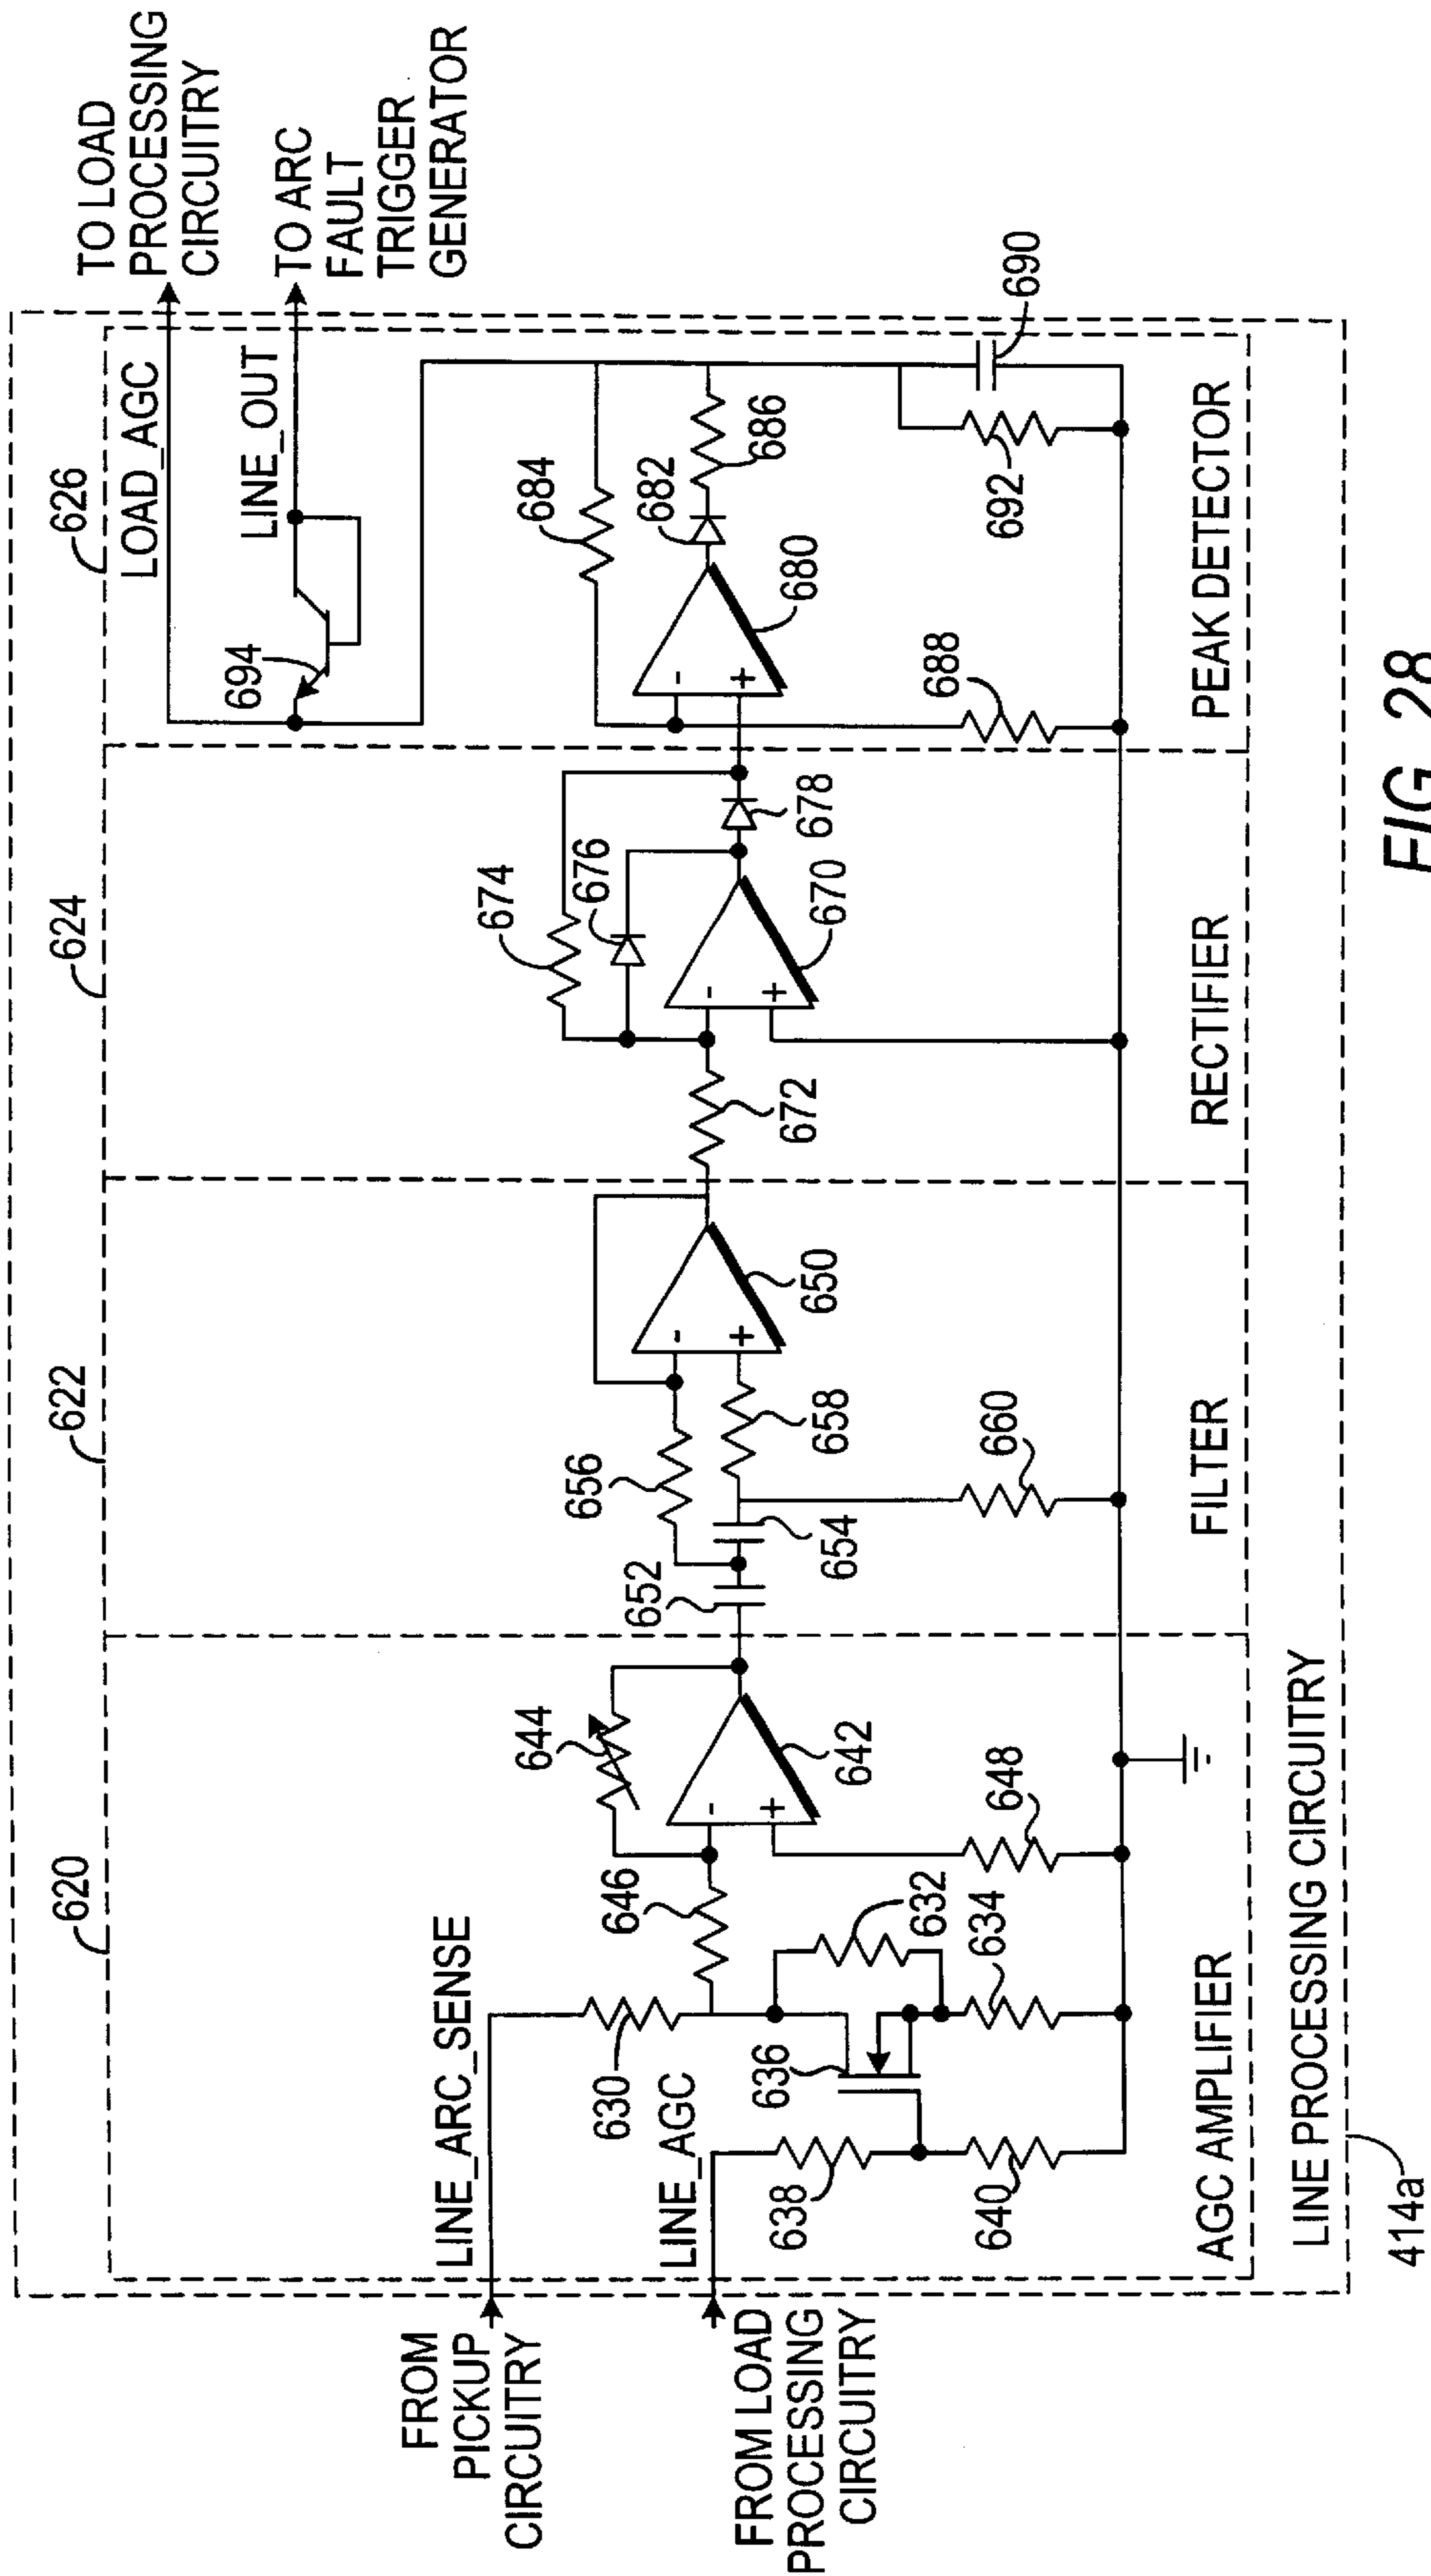 620
622
624
626
FROM
PICKUP
CIRCUITRY
LINE_ARC_SENSE
FROM LOAD
PROCESSING
CIRCUITRY
LINE_AGC
630
632
634
636
638
640
642
644
646
648
AGC AMPLIFIER
-
+
650
652
654
656
658
660
FILTER
-
+
670
672
674
676
678
RECTIFIER
-
+
680
682
684
686
688
690
692
694
PEAK DETECTOR
-
+
LOAD_AGC
LINE_OUT
TO LOAD
PROCESSING
CIRCUITRY
TO ARC
FAULT
TRIGGER
GENERATOR
LINE PROCESSING CIRCUITRY
414a
FIG. 28